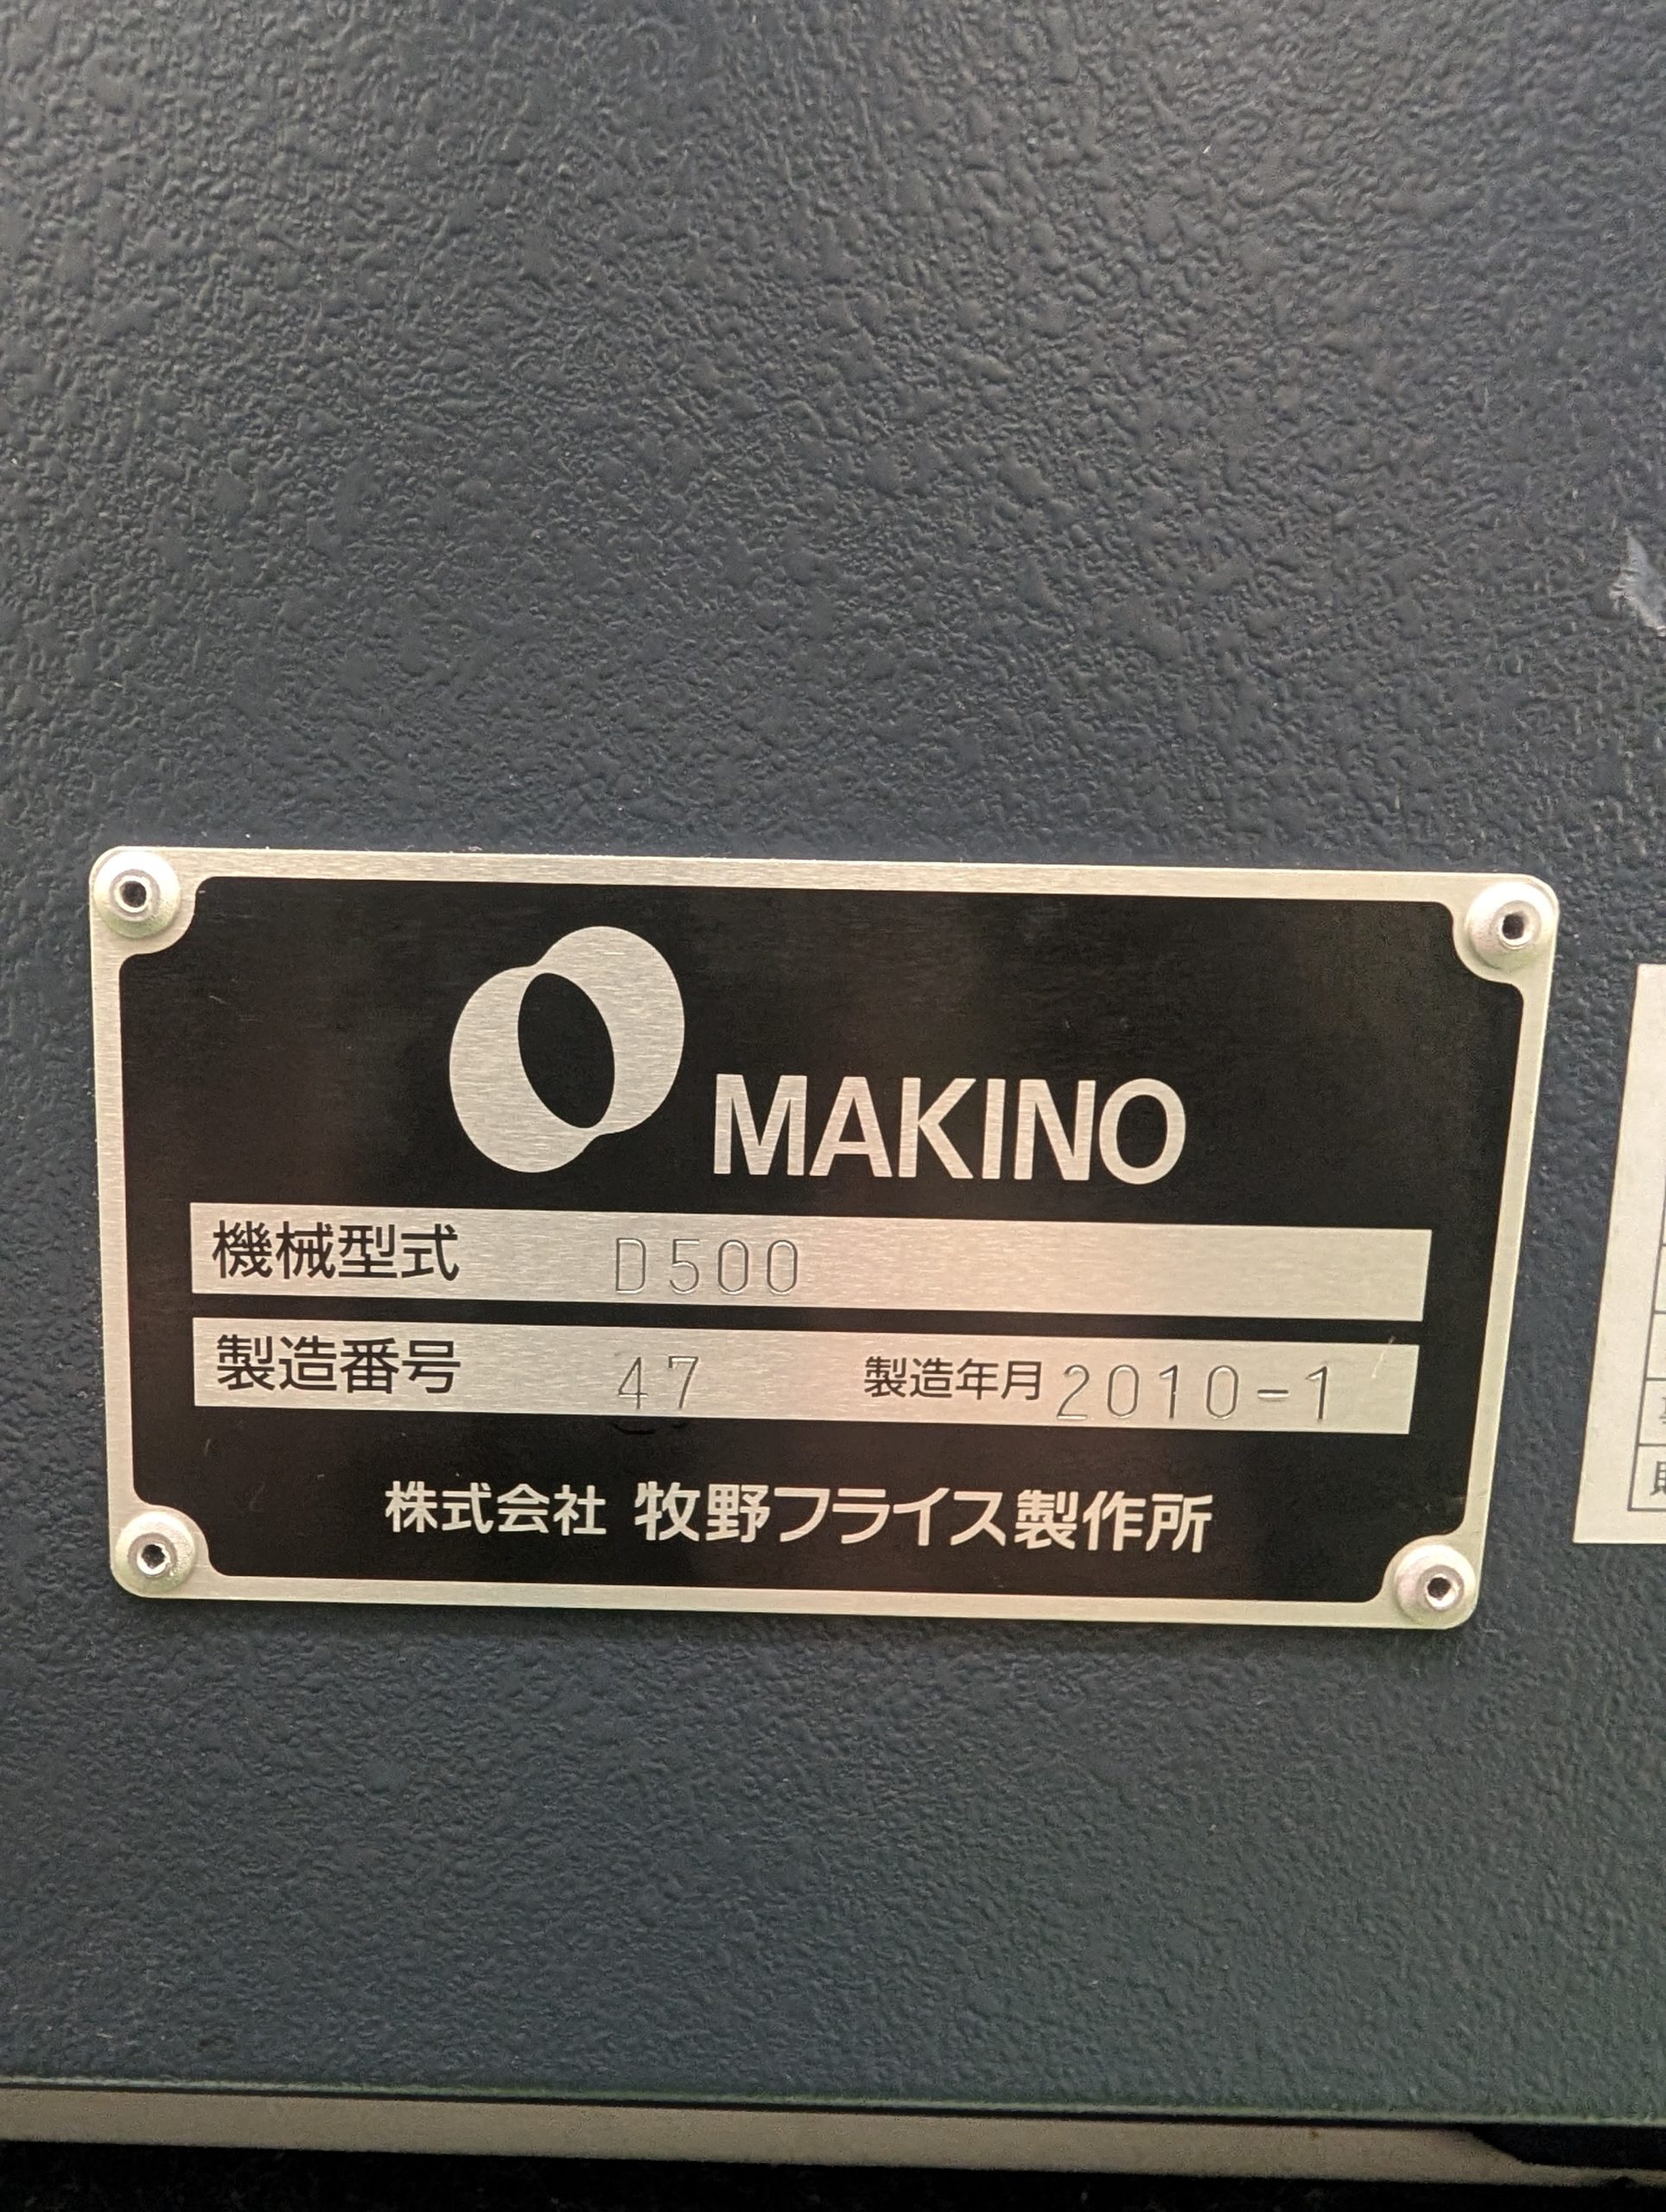 MAKINO
機械型式 D500
製造番号 47 製造年月 2010-1
株式会社 牧野フライス製作所